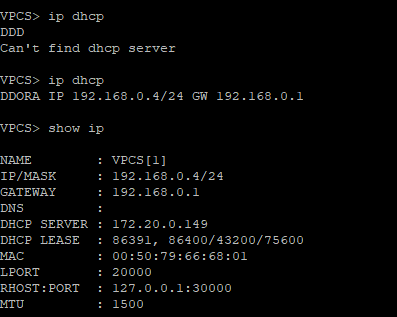 VPCS> ip dhcp
DDD
Can't find dhcp server
VPCS> ip dhcp
DDORA IP 192.168.0.4/24 GW 192.168.0.1
VPCS> show ip
NAME        : VPCS[1]
IP/MASK     : 192.168.0.4/24
GATEWAY     : 192.168.0.1
DNS         :
DHCP SERVER : 172.20.0.149
DHCP LEASE  : 86391, 86400/43200/75600
MAC         : 00:50:79:66:68:01
LPORT       : 20000
RHOST:PORT  : 127.0.0.1:30000
MTU         : 1500